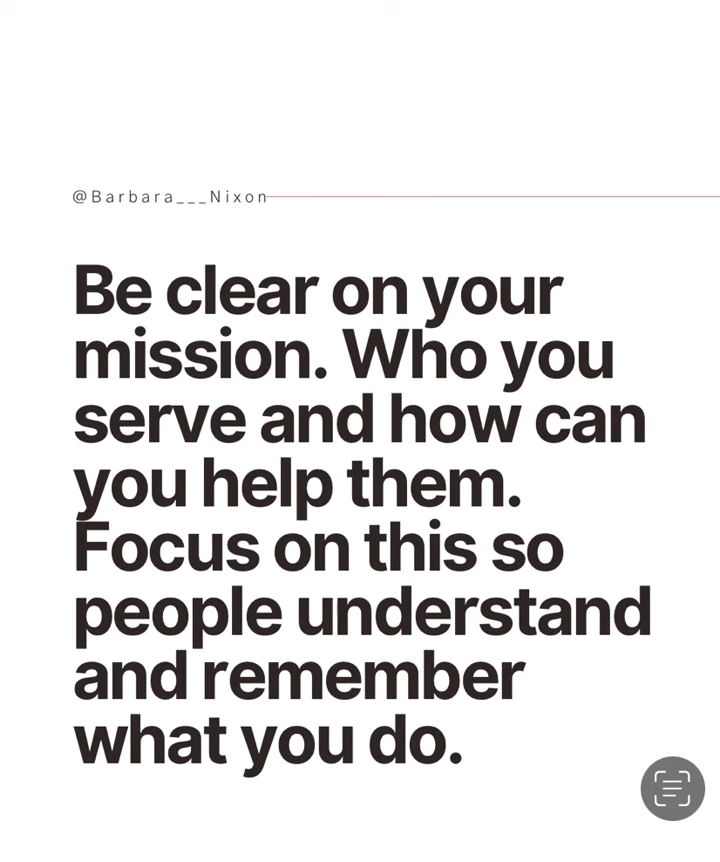 @Barbara___Nixon
Be clear on your
mission. Who you
serve and how can
you help them.
Focus on this so
people understand
and remember
what you do.